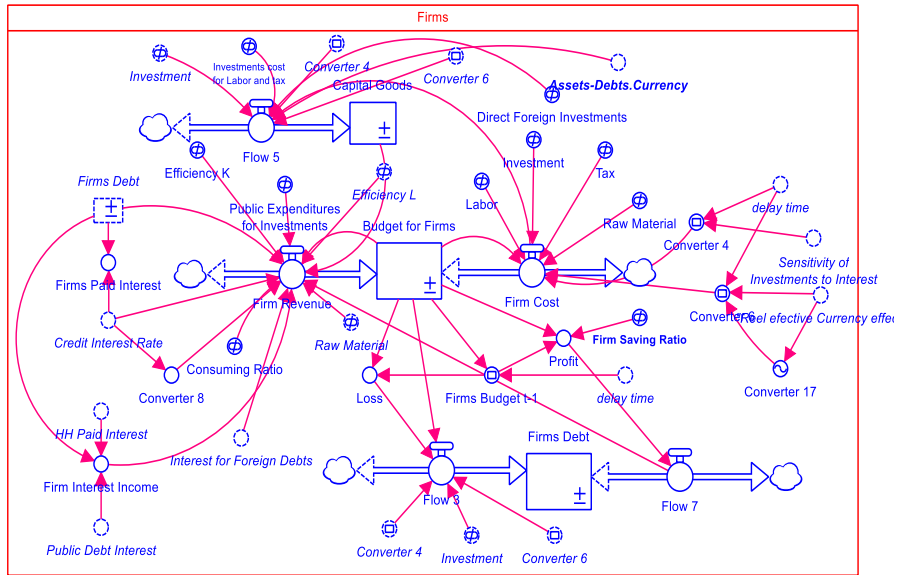 Firms
Investment
Investments cost
for Labor and tax
Converter 4
Converter 6
Assets-Debts.Currency
Capital Goods
Direct Foreign Investments
Flow 5
Efficiency K
Investment
Tax
Firms Debt
Efficiency L
Labor
delay time
Public Expenditures
for Investments
Budget for Firms
Raw Material
Converter 4
Sensitivity of
Investments to Interest
Firms Paid Interest
Firm Revenue
Firm Cost
Converter 6
Reel efective Currency effec
Credit Interest Rate
Raw Material
Firm Saving Ratio
Consuming Ratio
Profit
Converter 8
Loss
Firms Budget t-1
delay time
Converter 17
HH Paid Interest
Interest for Foreign Debts
Firms Debt
Firm Interest Income
Flow 3
Flow 7
Public Debt Interest
Converter 4
Investment
Converter 6